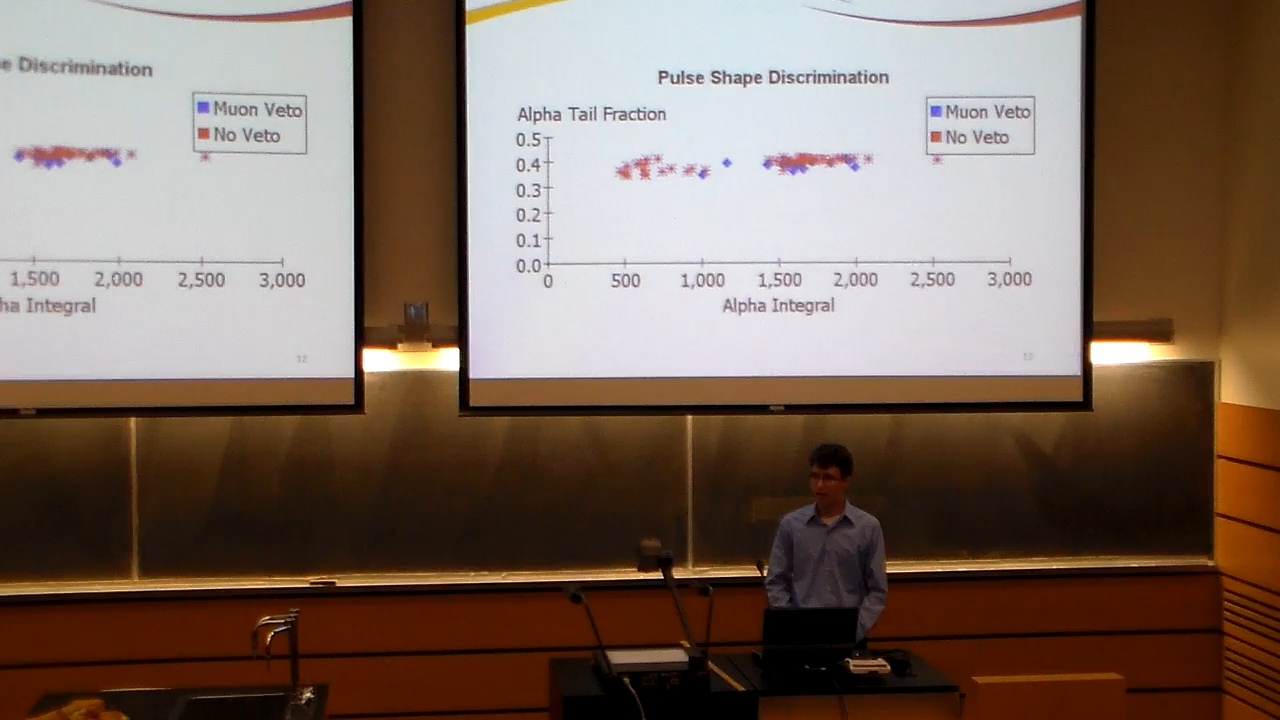 e Discrimination
Muon Veto
No Veto
1,500 2,000 2,500 3,000
ha Integral
12
Pulse Shape Discrimination
Alpha Tail Fraction
Muon Veto
No Veto
0.5
0.4
0.3
0.2
0.1
0.0
0 500 1,000 1,500 2,000 2,500 3,000
Alpha Integral
12